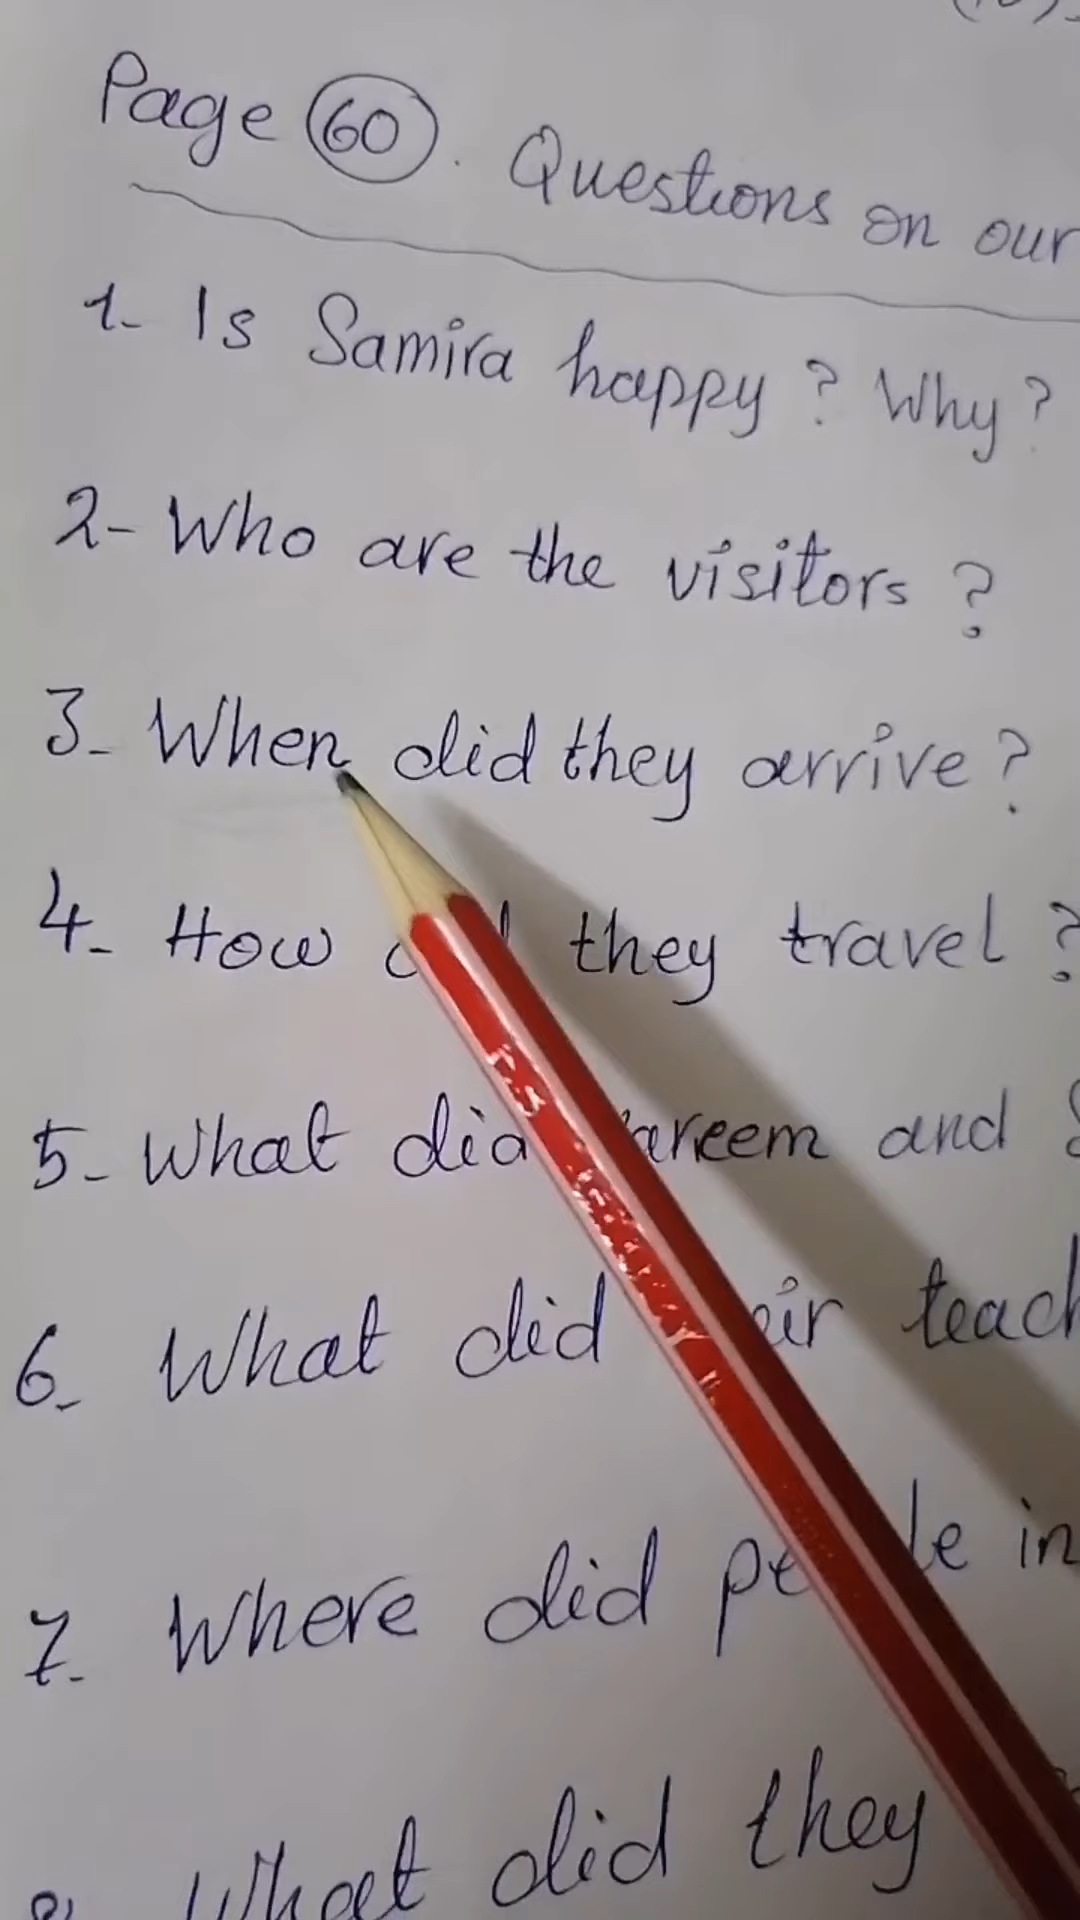 Page 60. Questions on our
1- Is Samira happy? Why?
2- Who are the visitors?
3- When did they arrive?
4- How they travel?
5- What and
6- What did teach
7- Where did in
8- What did they